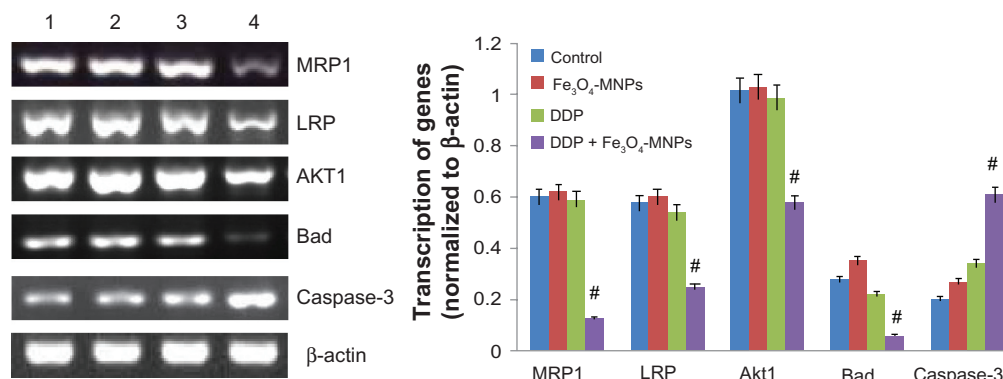 1 2 3 4
MRP1
LRP
AKT1
Bad
Caspase-3
β-actin
Transcription of genes
(normalized to β-actin)
1.2
1
0.8
0.6
0.4
0.2
0
Control
Fe₃O₄-MNPs
DDP
DDP + Fe₃O₄-MNPs
# # # # #
MRP1 LRP Akt1 Bad Caspase-3